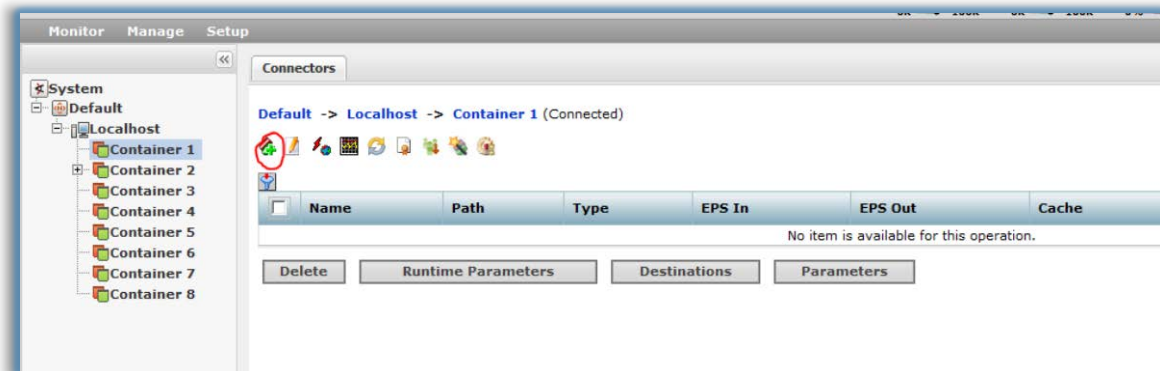 Monitor Manage Setup
Connectors
System
Default
Localhost
Container 1
Container 2
Container 3
Container 4
Container 5
Container 6
Container 7
Container 8
Default -> Localhost -> Container 1 (Connected)
Name Path Type EPS In EPS Out Cache
No item is available for this operation.
Delete Runtime Parameters Destinations Parameters